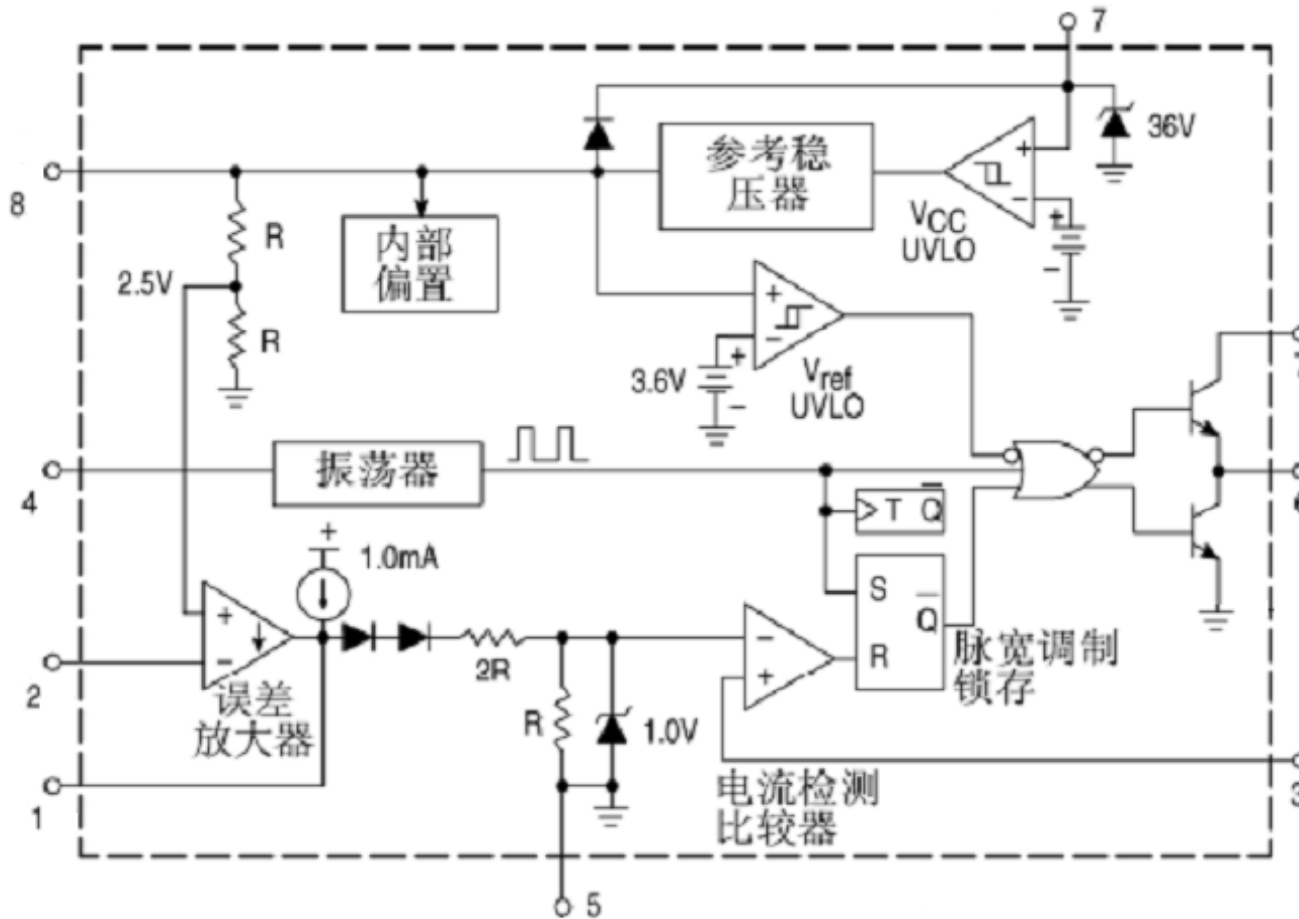 7
36V
参考稳
压器
+
−
+
−
VCC
UVLO
8
R
内部
偏置
2.5V
R
+
−
3.6V
+
−
Vref
UVLO
振荡器
4
T Q
+
1.0mA
S
Q
R
脉宽调制
锁存
+
−
2R
−
+
2
误差
放大器
R
1.0V
1
电流检测
比较器
3
5